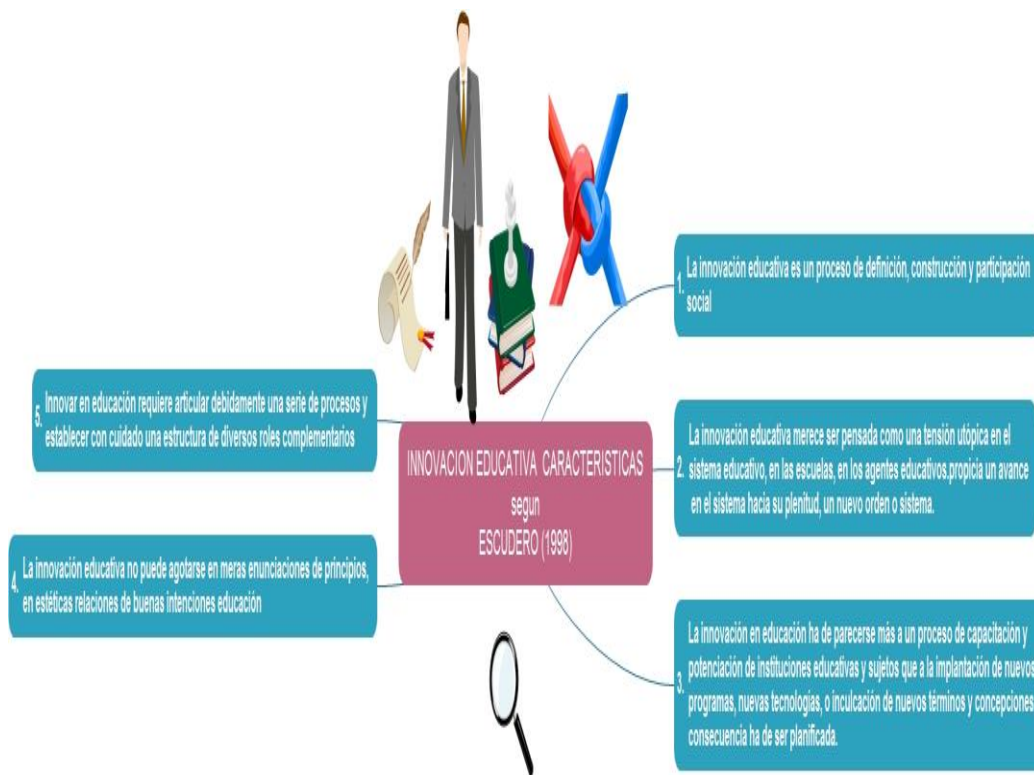 INNOVACION EDUCATIVA CARACTERISTICAS
segun
ESCUDERO (1998)
1. La innovación educativa es un proceso de definición, construcción y participación
social
2. La innovación educativa merece ser pensada como una tensión utópica en el
sistema educativo, en las escuelas, en los agentes educativos.propicia un avance
en el sistema hacia su plenitud, un nuevo orden o sistema.
3. La innovación en educación ha de parecerse más a un proceso de capacitación y
potenciación de instituciones educativas y sujetos que a la implantación de nuevos
programas, nuevas tecnologías, o inculcación de nuevos términos y concepciones
consecuencia ha de ser planificada.
4. La innovación educativa no puede agotarse en meras enunciaciones de principios,
en estéticas relaciones de buenas intenciones educación
5. Innovar en educación requiere articular debidamente una serie de procesos y
establecer con cuidado una estructura de diversos roles complementarios